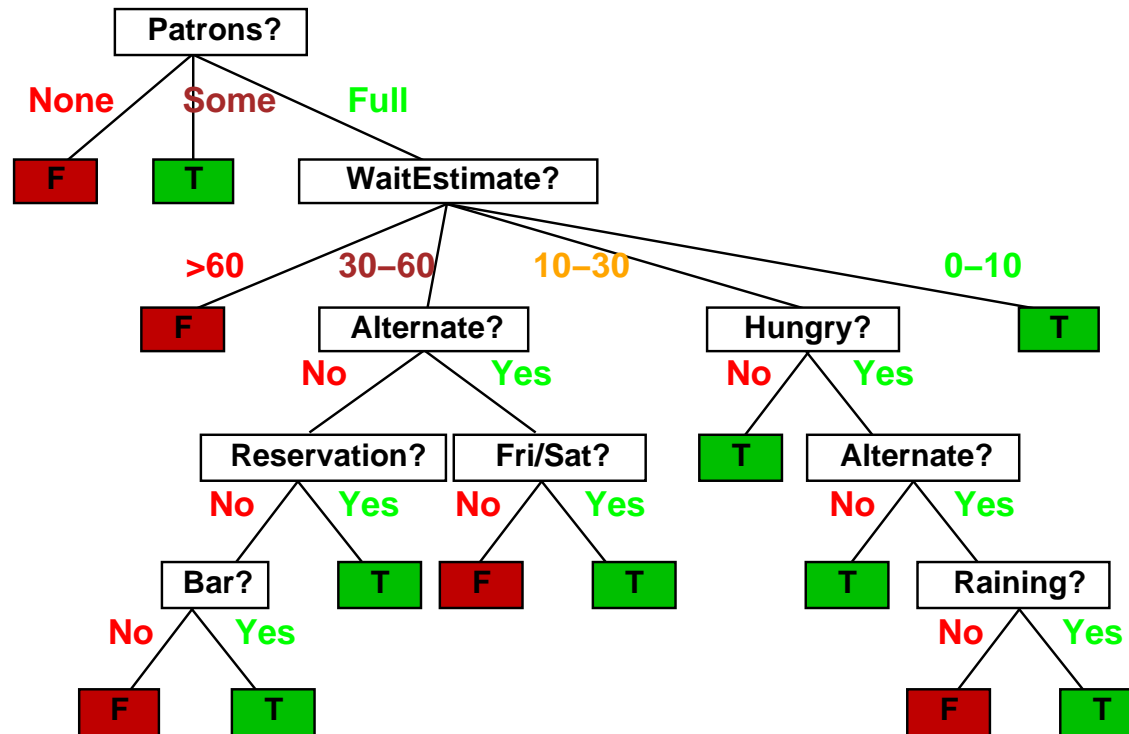 Patrons?
None Some Full
F T WaitEstimate?
>60 30–60 10–30 0–10
F Alternate? Hungry? T
No Yes No Yes
Reservation? Fri/Sat? T Alternate?
No Yes No Yes No Yes
Bar? T F T T Raining?
No Yes No Yes
F T F T